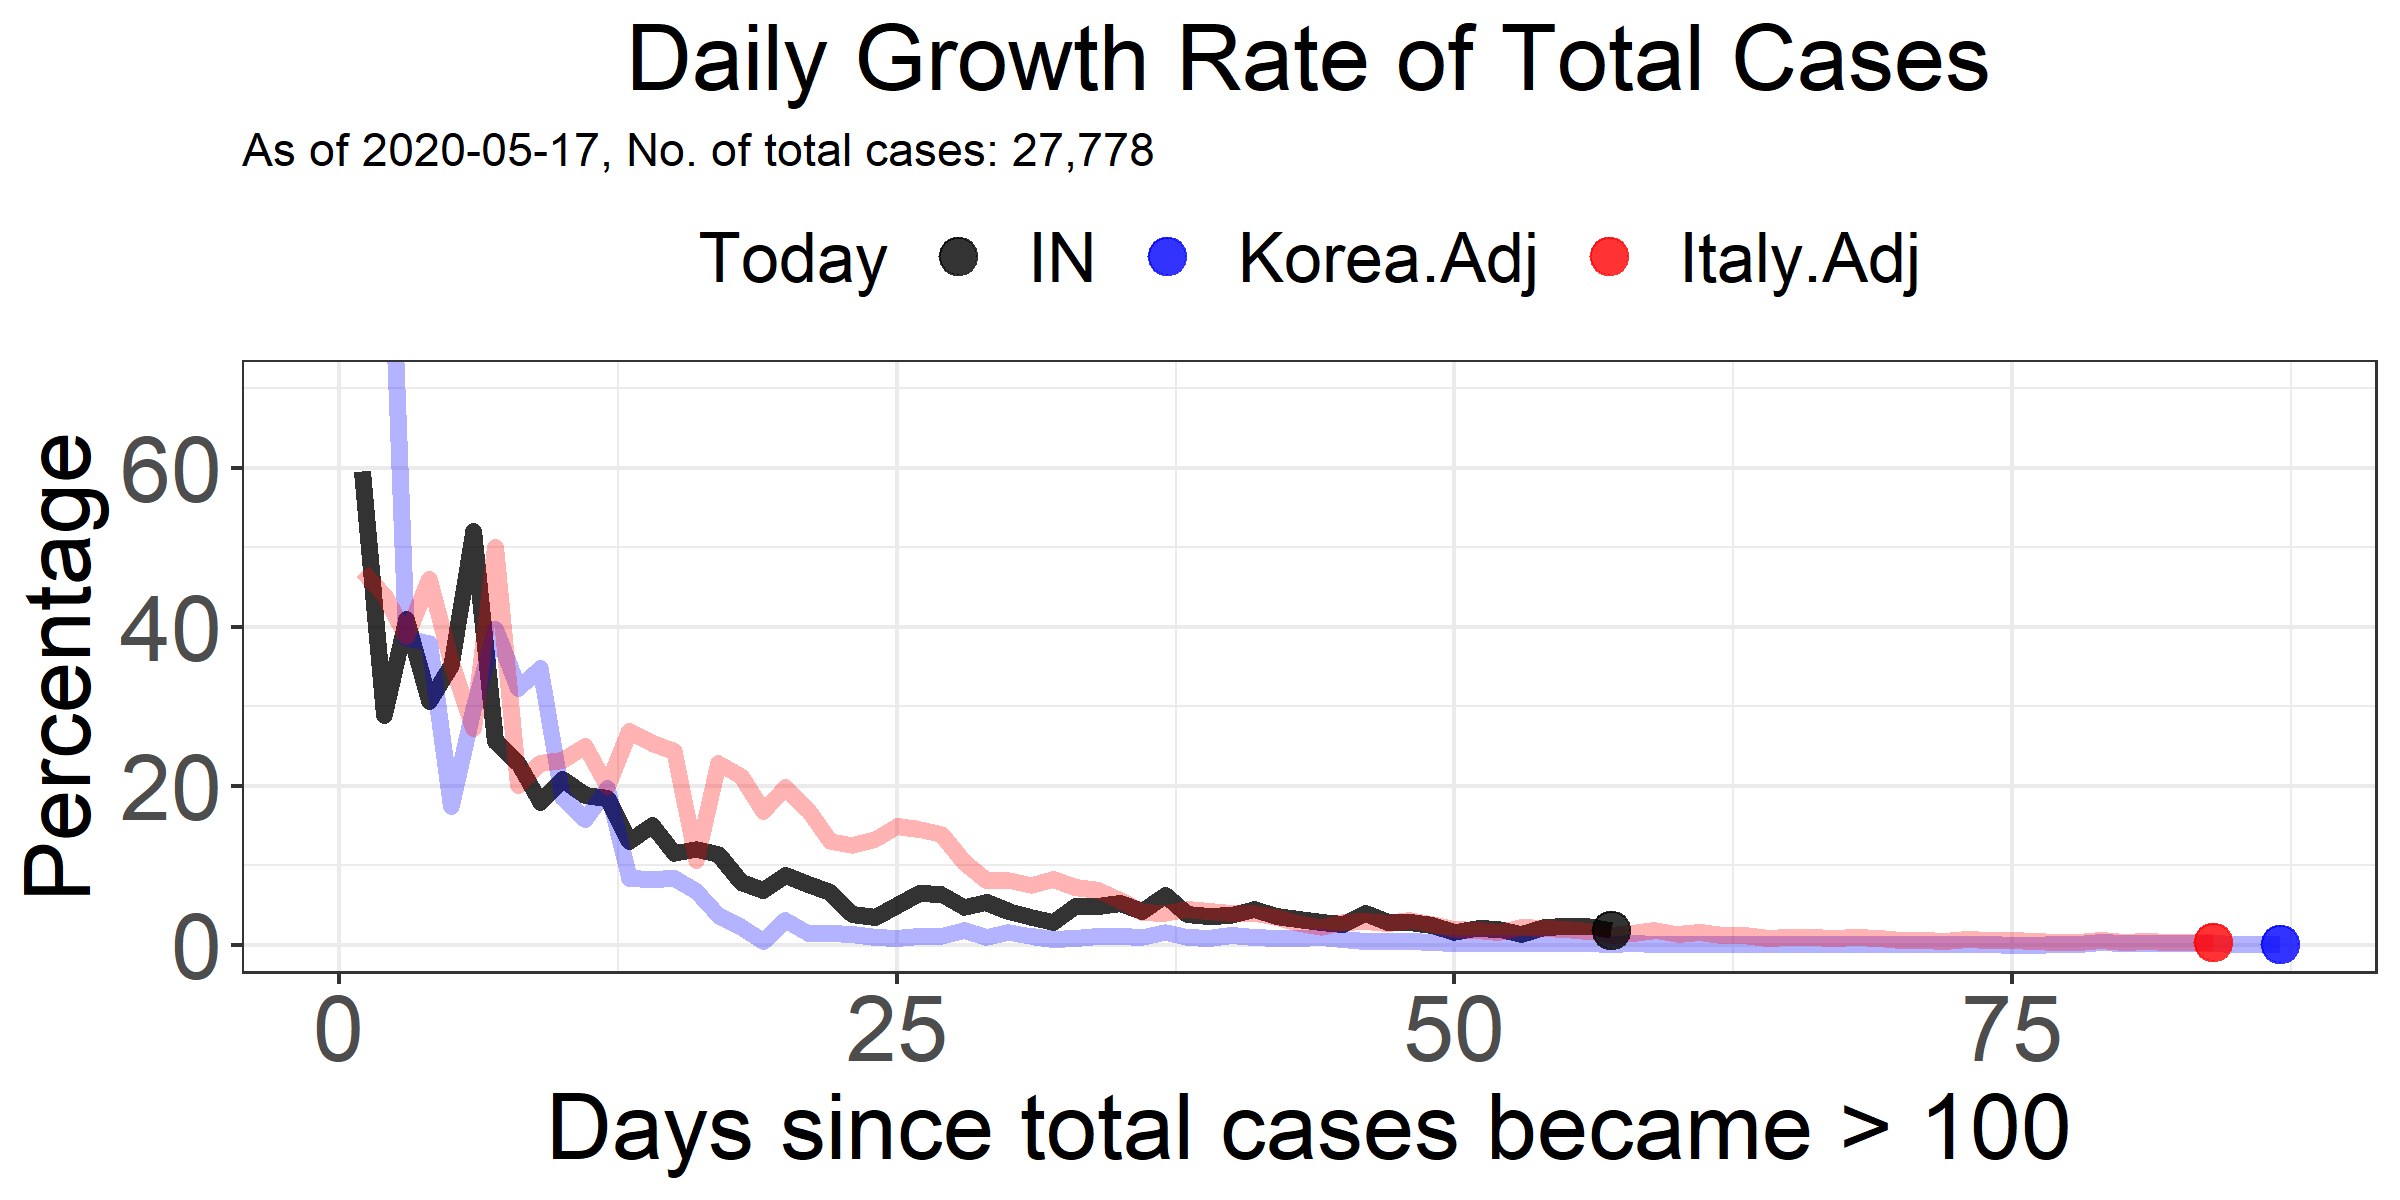 Daily Growth Rate of Total Cases
As of 2020-05-17, No. of total cases: 27,778
Today IN Korea.Adj Italy.Adj
Percentage
60
40
20
0
0 25 50 75
Days since total cases became > 100